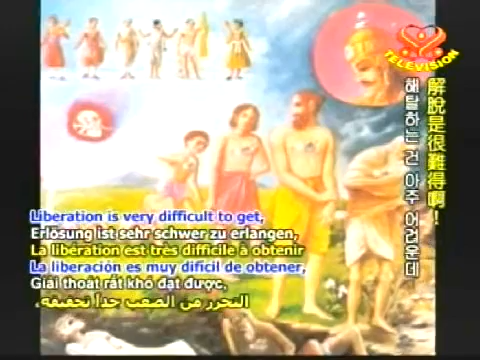 TELEVISION
解脫是很難得啊!
해탈하는 건 아주 어려운데
Liberation is very difficult to get,
Erlösung ist sehr schwer zu erlangen,
La libération est très difficile à obtenir
La liberación es muy difícil de obtener,
Giải thoát rất khó đạt được,
التحرر من الصعب جداً تحقيقه،